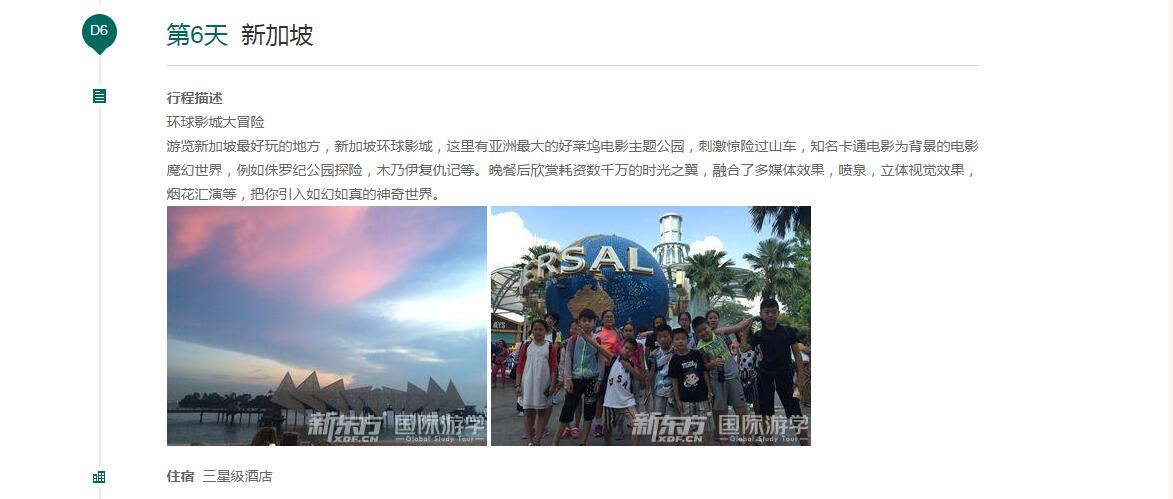 D6
第6天 新加坡
行程描述
环球影城大冒险
游览新加坡最好玩的地方，新加坡环球影城，这里有亚洲最大的好莱坞电影主题公园，刺激惊险过山车，知名卡通电影为背景的电影
魔幻世界，例如侏罗纪公园探险，木乃伊复仇记等。晚餐后欣赏耗资数千万的时光之翼，融合了多媒体效果，喷泉，立体视觉效果，
烟花汇演等，把你引入如幻如真的神奇世界。
ERSAL
USA
新东方 国际游学
XDF.CN Global Study Tour
新东方 国际游学
XDF.CN Global Study Tour
住宿 三星级酒店